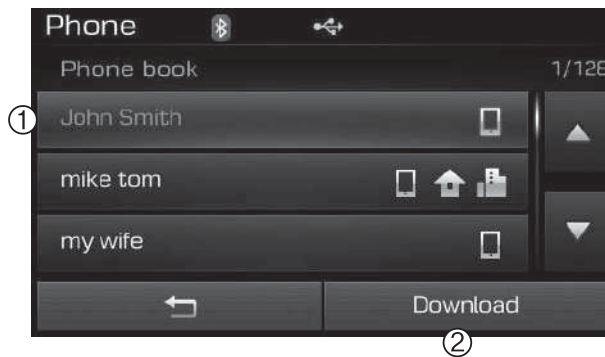 Phone
Phone book 1/128
① John Smith
mike tom
my wife
Download
②